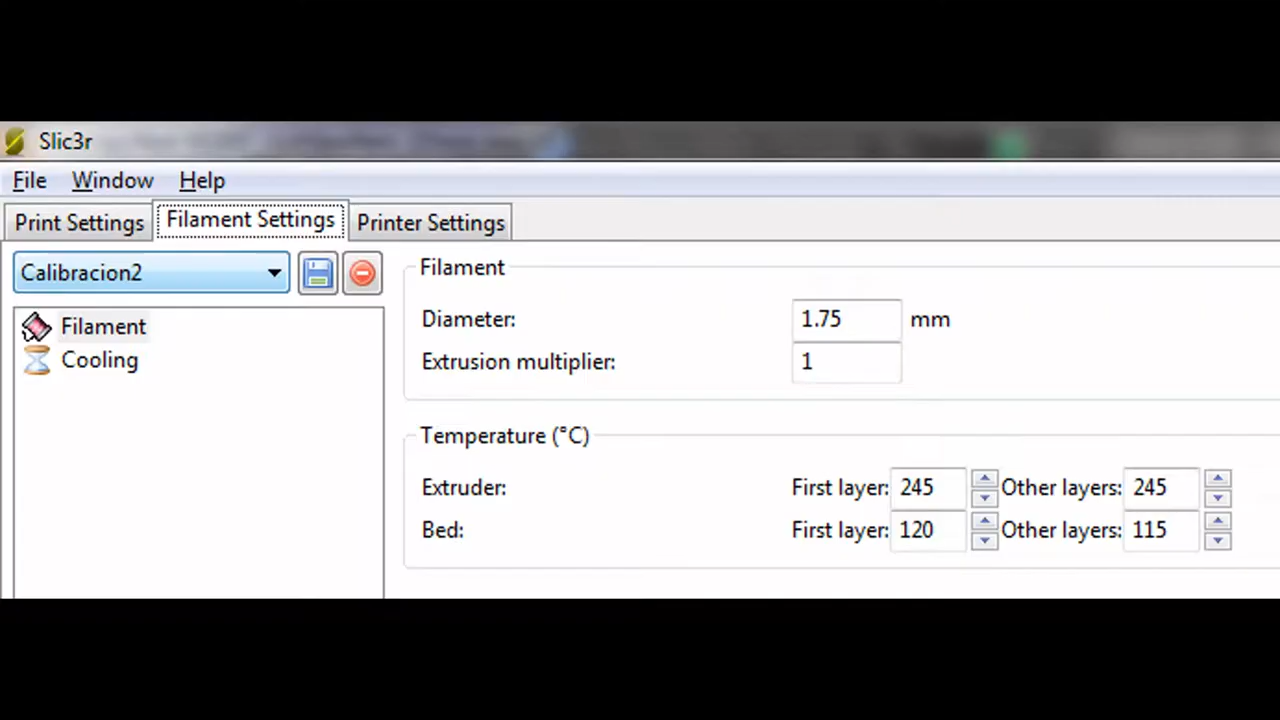 Slic3r
File Window Help
Print Settings Filament Settings Printer Settings
Calibracion2
Filament
Cooling
Filament
Diameter: 1.75 mm
Extrusion multiplier: 1
Temperature (°C)
Extruder: First layer: 245 Other layers: 245
Bed: First layer: 120 Other layers: 115